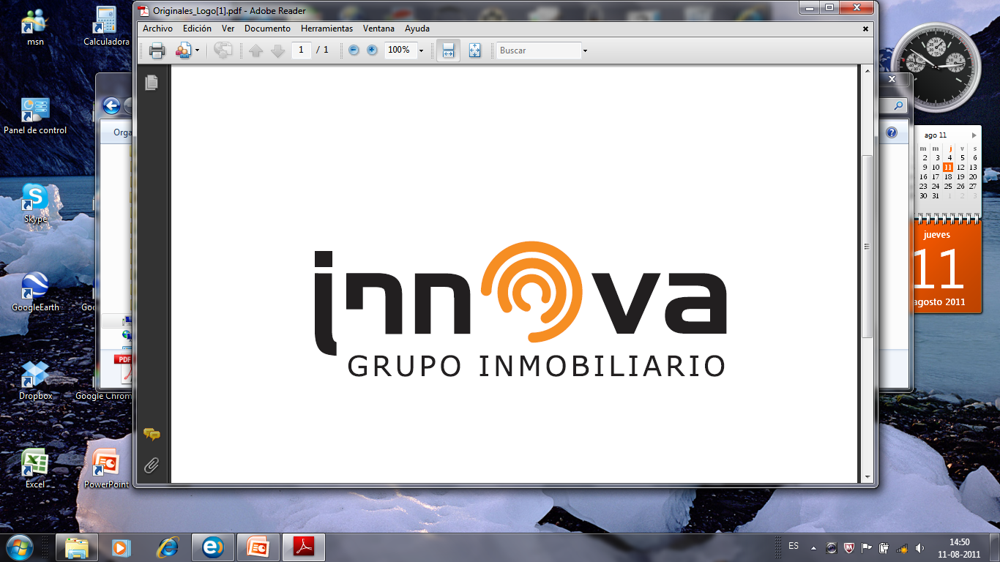 Originales_Logo[1].pdf - Adobe Reader
Archivo Edición Ver Documento Herramientas Ventana Ayuda
1 / 1 100% Buscar
msn
Calculadora
Panel de control
Orga
Skype
GoogleEarth
Goo
Dropbox
Google Chrom
Excel
PowerPoint
PDF
innova
GRUPO INMOBILIARIO
ago 11
m m j v s
2 3 4 5 6
9 10 11 12 13
16 17 18 19 20
23 24 25 26 27
30 31 1 2 3
jueves
11
agosto 2011
ES
14:50
11-08-2011